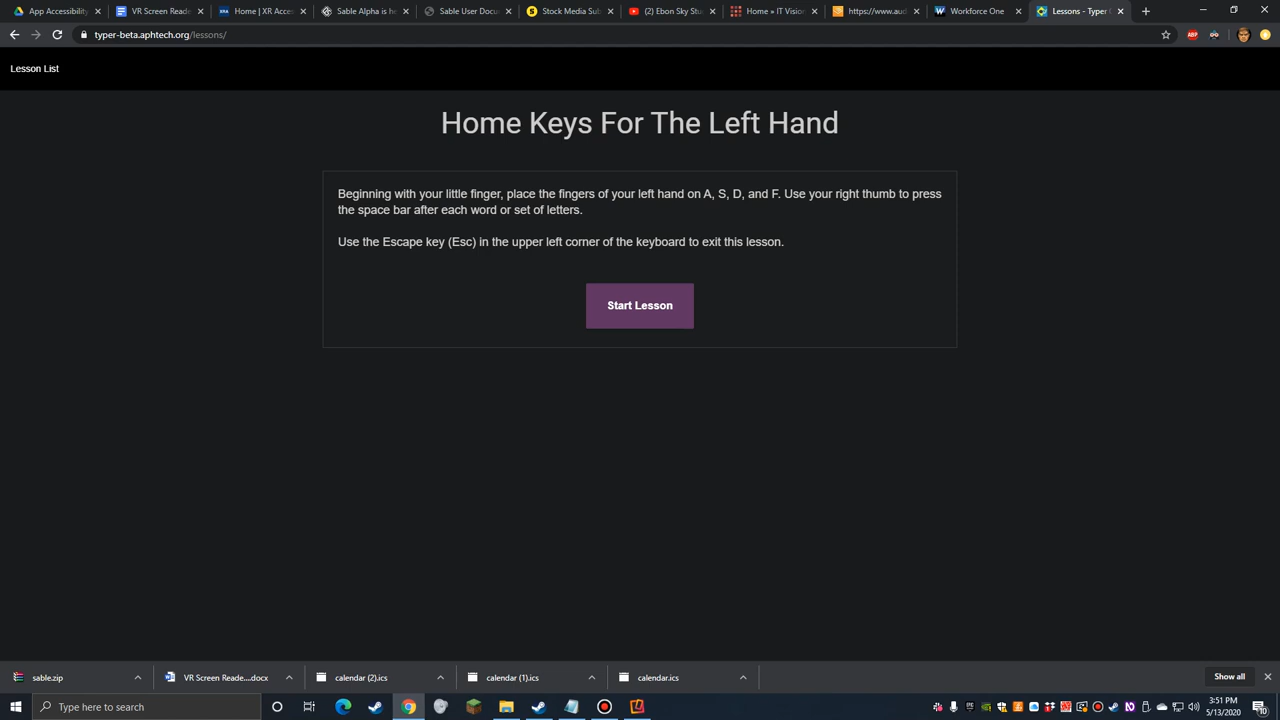 App Accessibility
VR Screen Reade
Home | XR Acces
Sable Alpha is he
Sable User Docu
Stock Media Sub
(2) Ebon Sky Stu
Home » IT Vision
https://www.aud
Workforce One
Lessons - Typer
typer-beta.aphtech.org/lessons/
ABP
Lesson List
Home Keys For The Left Hand
Beginning with your little finger, place the fingers of your left hand on A, S, D, and F. Use your right thumb to press
the space bar after each word or set of letters.
Use the Escape key (Esc) in the upper left corner of the keyboard to exit this lesson.
Start Lesson
sable.zip
VR Screen Reade....docx
calendar (2).ics
calendar (1).ics
calendar.ics
Show all
Type here to search
3:51 PM
5/13/2020